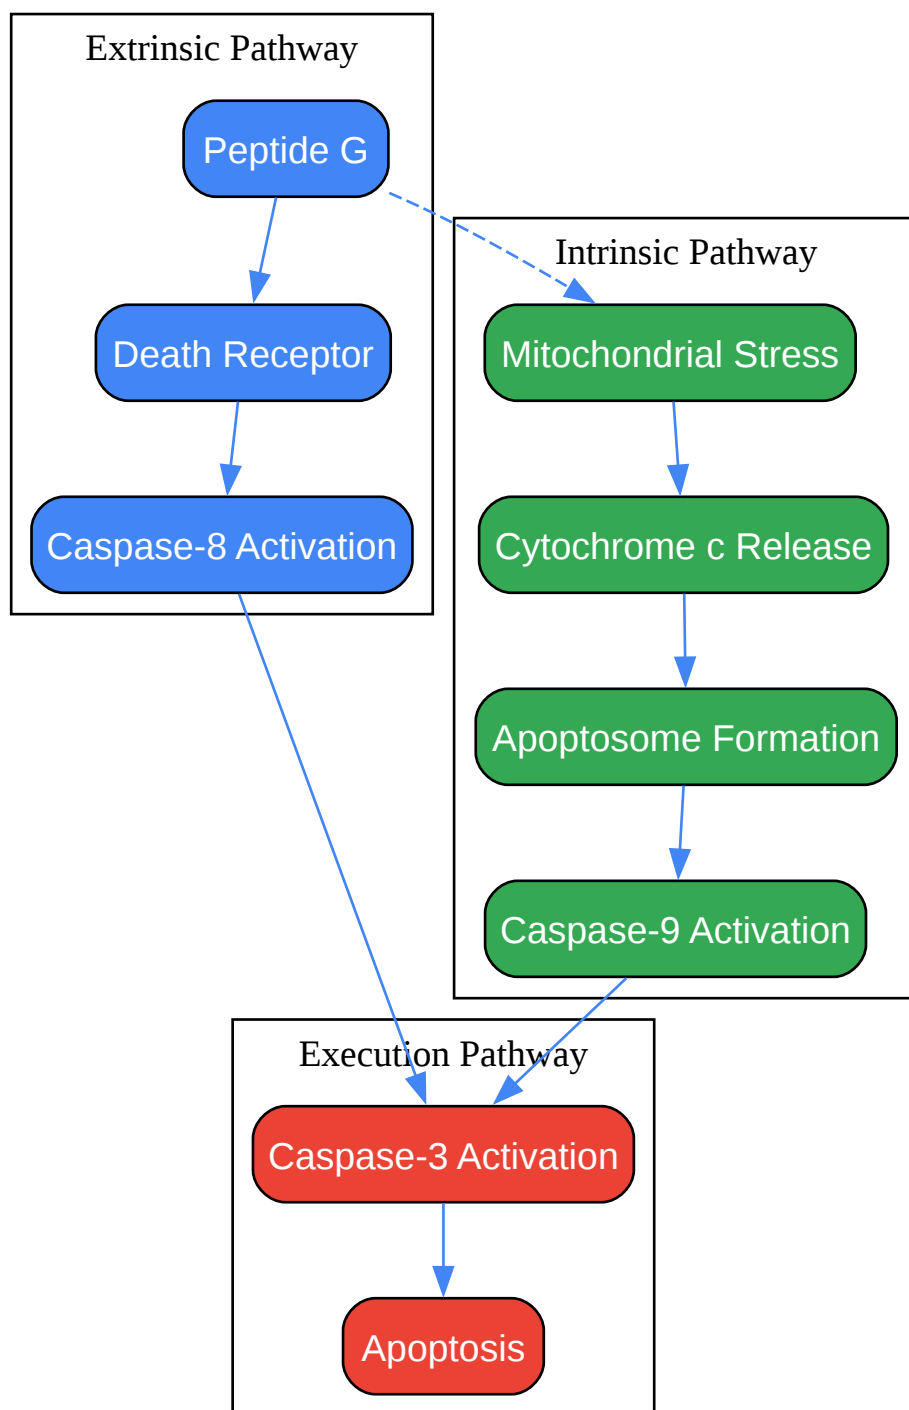 Extrinsic Pathway
Peptide G
Death Receptor
Caspase-8 Activation
Intrinsic Pathway
Mitochondrial Stress
Cytochrome c Release
Apoptosome Formation
Caspase-9 Activation
Execution Pathway
Caspase-3 Activation
Apoptosis